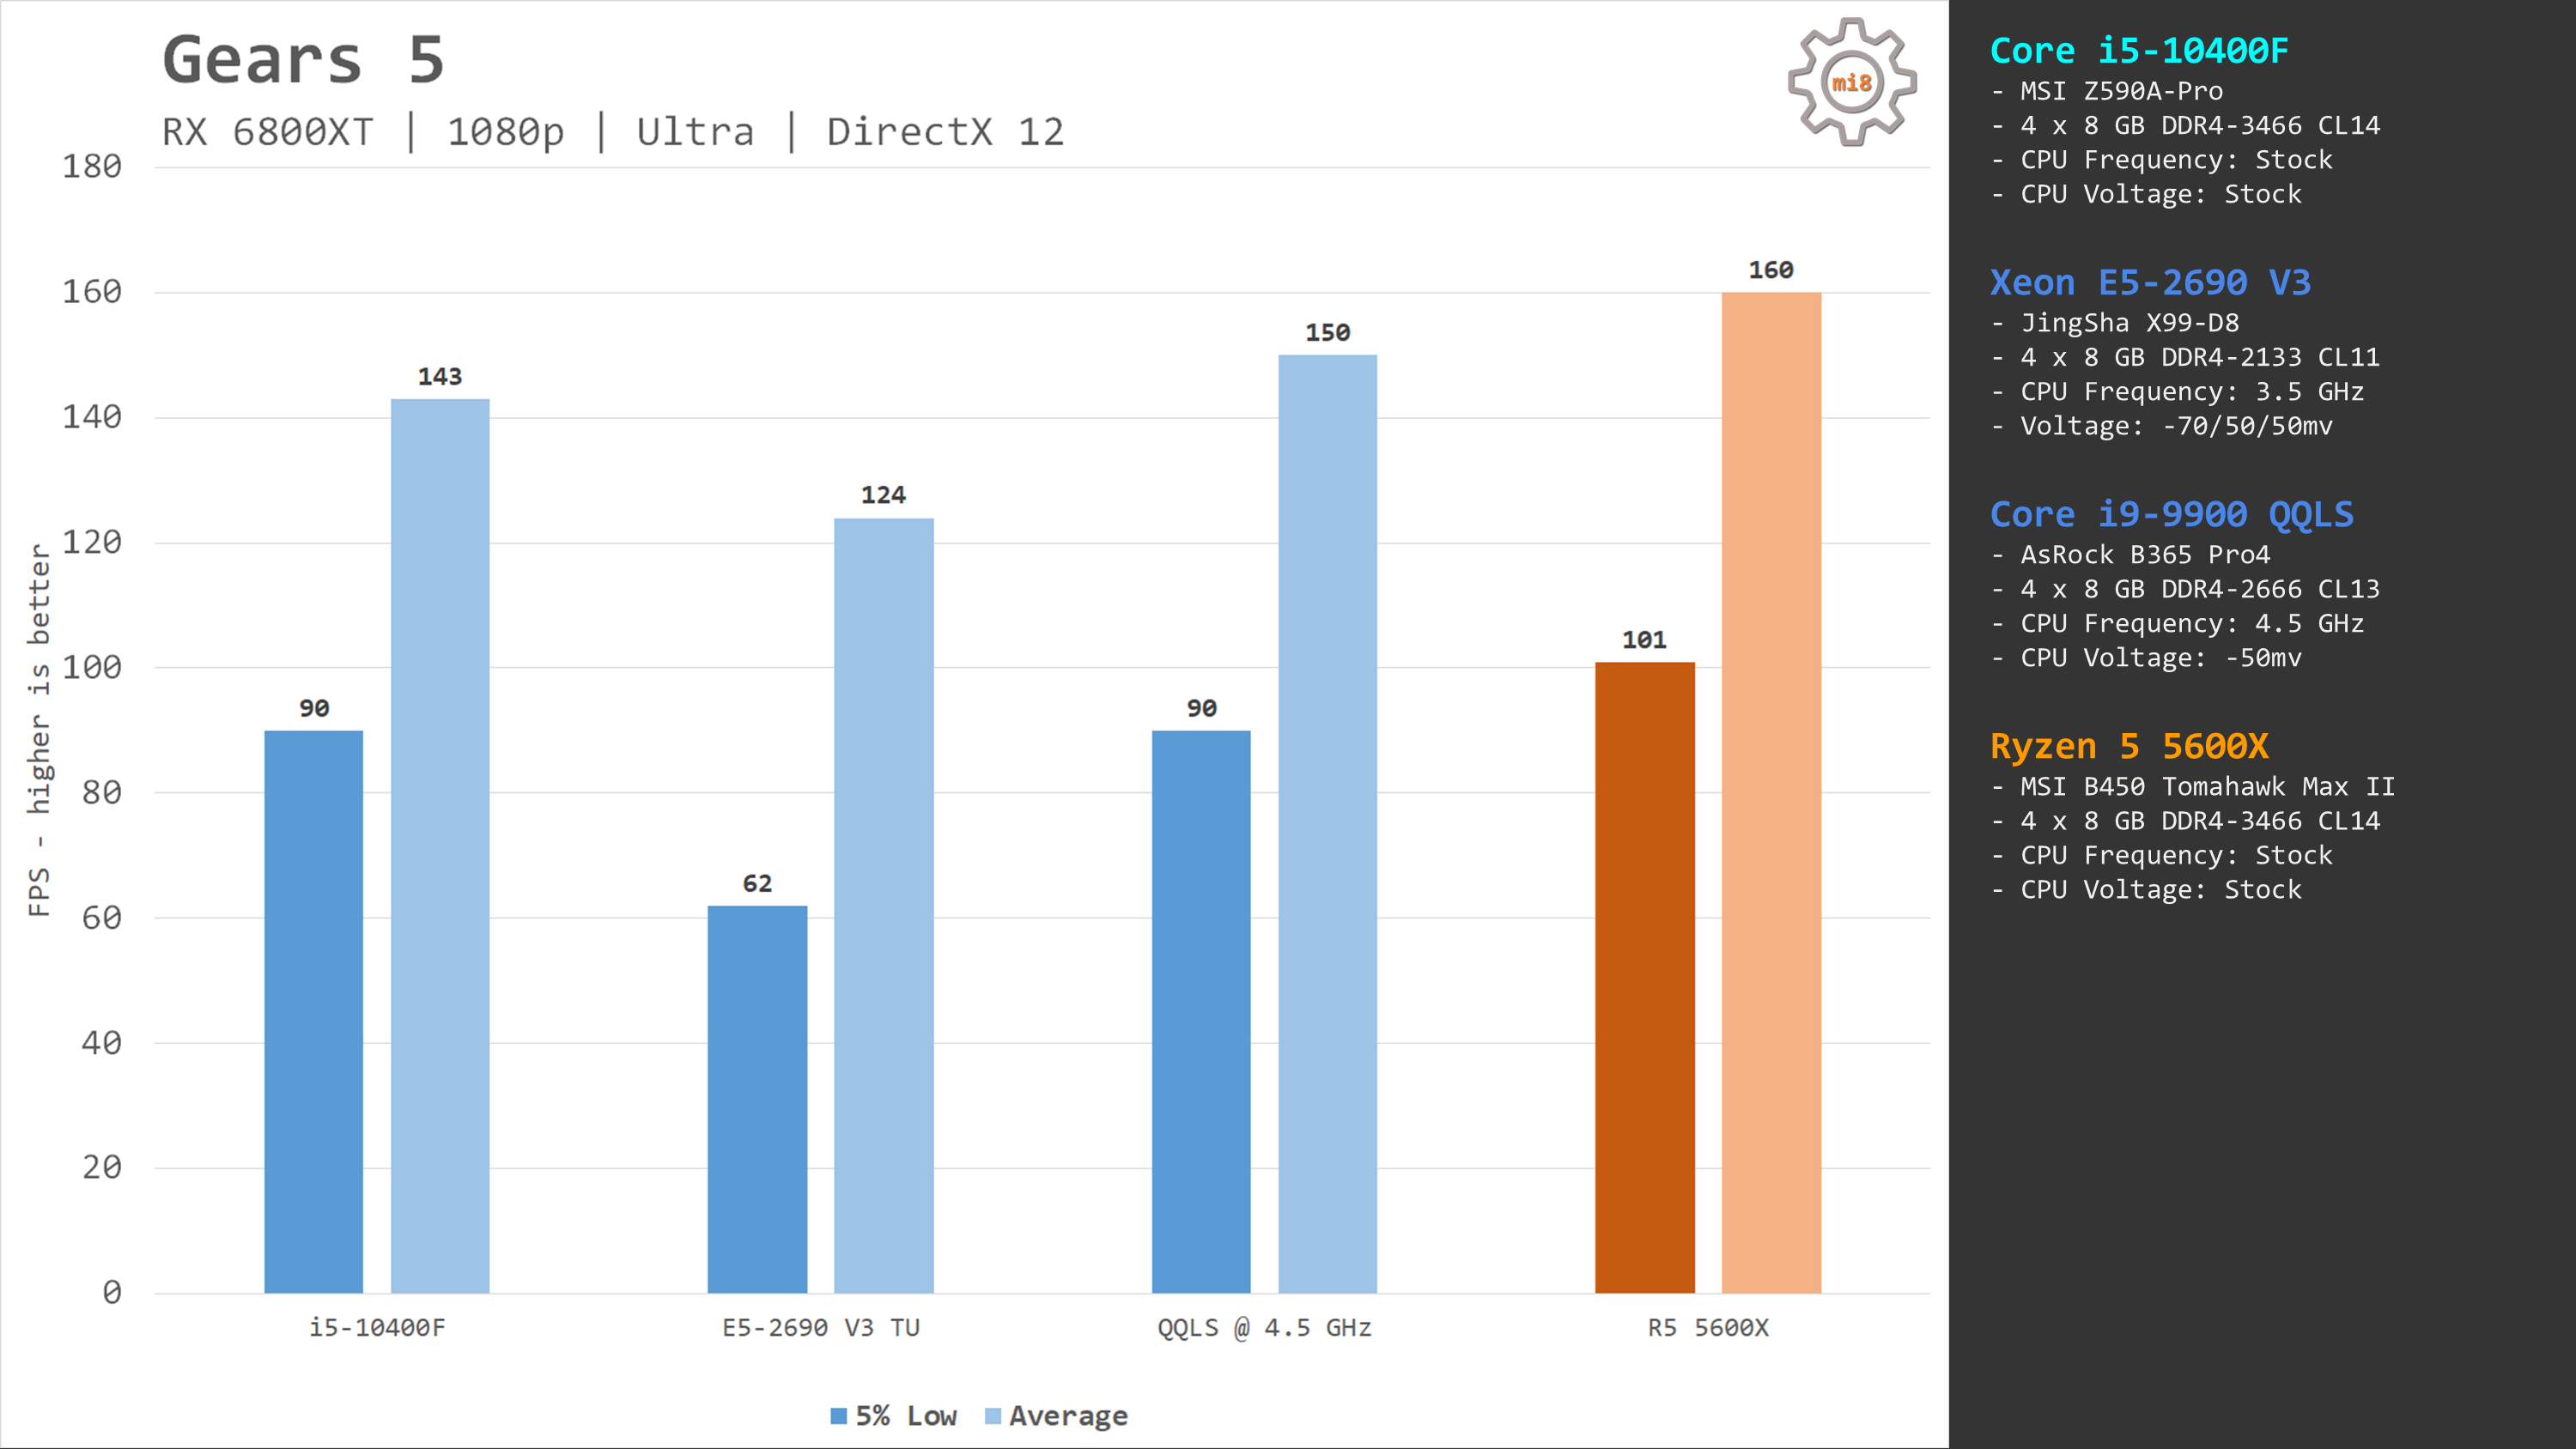 Gears 5
RX 6800XT | 1080p | Ultra | DirectX 12
mi8
FPS - higher is better
180
160
140
120
100
80
60
40
20
0
90
143
62
124
90
150
101
160
i5-10400F
E5-2690 V3 TU
QQLS @ 4.5 GHz
R5 5600X
5% Low
Average
Core i5-10400F
- MSI Z590A-Pro
- 4 x 8 GB DDR4-3466 CL14
- CPU Frequency: Stock
- CPU Voltage: Stock
Xeon E5-2690 V3
- JingSha X99-D8
- 4 x 8 GB DDR4-2133 CL11
- CPU Frequency: 3.5 GHz
- Voltage: -70/50/50mv
Core i9-9900 QQLS
- AsRock B365 Pro4
- 4 x 8 GB DDR4-2666 CL13
- CPU Frequency: 4.5 GHz
- CPU Voltage: -50mv
Ryzen 5 5600X
- MSI B450 Tomahawk Max II
- 4 x 8 GB DDR4-3466 CL14
- CPU Frequency: Stock
- CPU Voltage: Stock